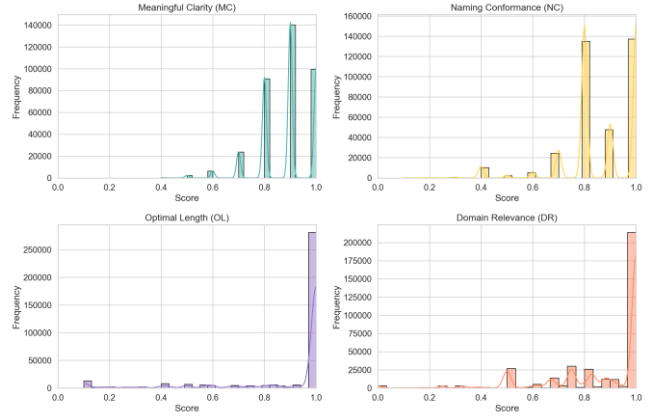 Meaningful Clarity (MC)
Frequency
140000
120000
100000
80000
60000
40000
20000
0
0.0 0.2 0.4 0.6 0.8 1.0
Score
Naming Conformance (NC)
Frequency
160000
140000
120000
100000
80000
60000
40000
20000
0
0.0 0.2 0.4 0.6 0.8 1.0
Score
Optimal Length (OL)
Frequency
250000
200000
150000
100000
50000
0
0.0 0.2 0.4 0.6 0.8 1.0
Score
Domain Relevance (DR)
Frequency
200000
175000
150000
125000
100000
75000
50000
25000
0
0.0 0.2 0.4 0.6 0.8 1.0
Score